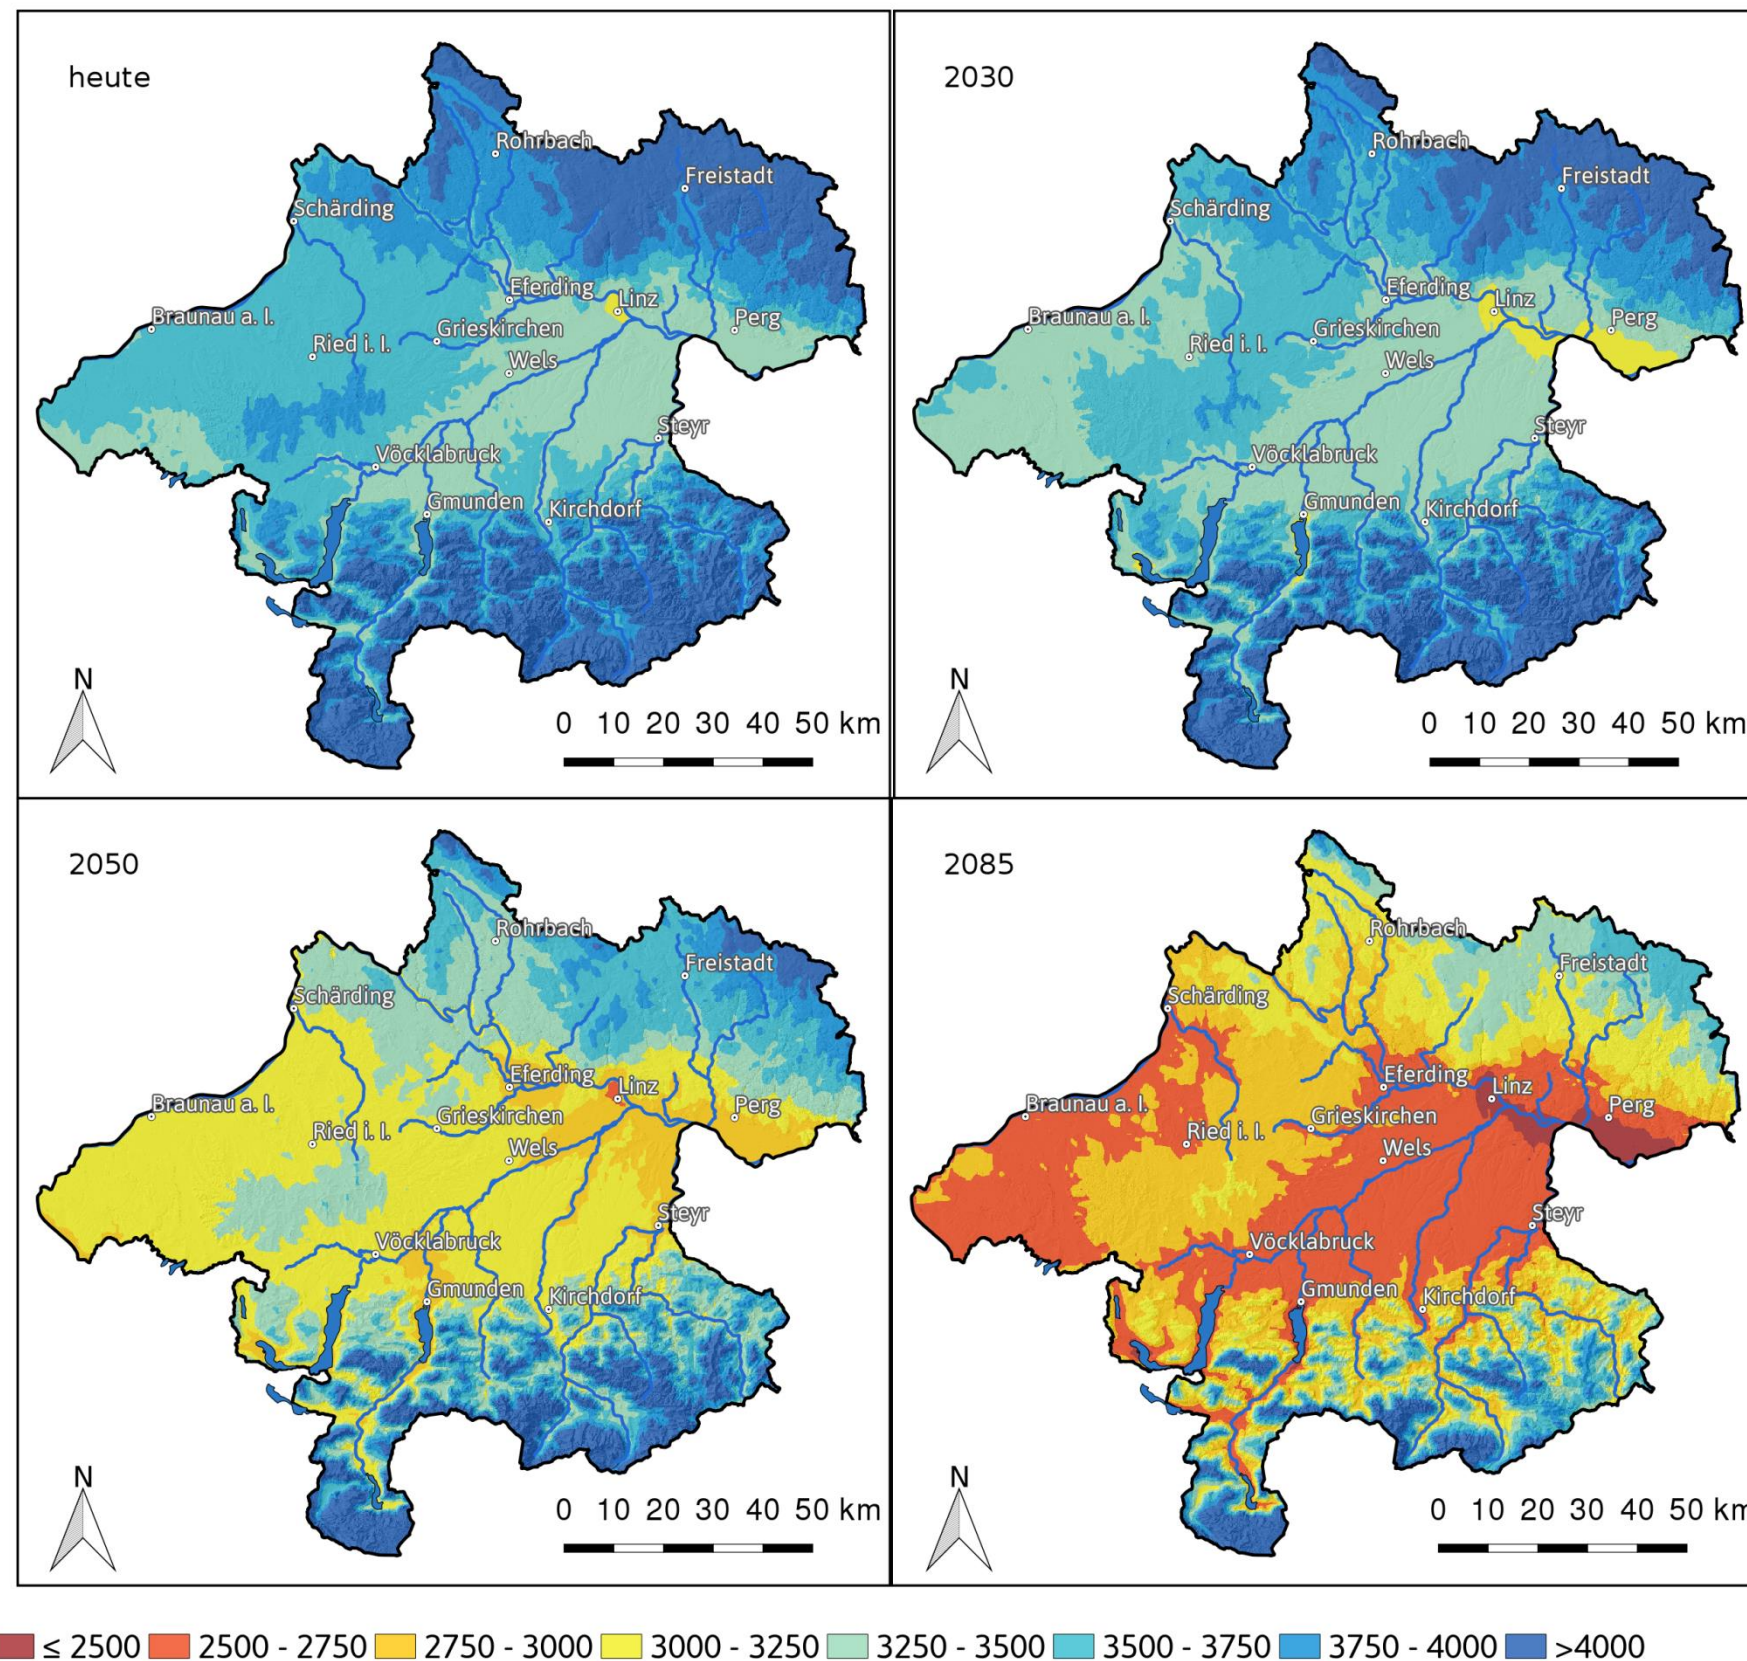 heute
Rohrbach
Freistadt
Schärding
Eferding
Linz
Braunau a. I.
Grieskirchen
Perg
Ried i. I.
Wels
Steyr
Vöcklabruck
Gmunden
Kirchdorf
N
0 10 20 30 40 50 km
2030
Rohrbach
Freistadt
Schärding
Eferding
Linz
Braunau a. I.
Grieskirchen
Perg
Ried i. I.
Wels
Steyr
Vöcklabruck
Gmunden
Kirchdorf
N
0 10 20 30 40 50 km
2050
Rohrbach
Freistadt
Schärding
Eferding
Linz
Braunau a. I.
Grieskirchen
Perg
Ried i. I.
Wels
Steyr
Vöcklabruck
Gmunden
Kirchdorf
N
0 10 20 30 40 50 km
2085
Rohrbach
Freistadt
Schärding
Eferding
Linz
Braunau a. I.
Grieskirchen
Perg
Ried i. I.
Wels
Steyr
Vöcklabruck
Gmunden
Kirchdorf
N
0 10 20 30 40 50 km
≤ 2500 2500 - 2750 2750 - 3000 3000 - 3250 3250 - 3500 3500 - 3750 3750 - 4000 >4000